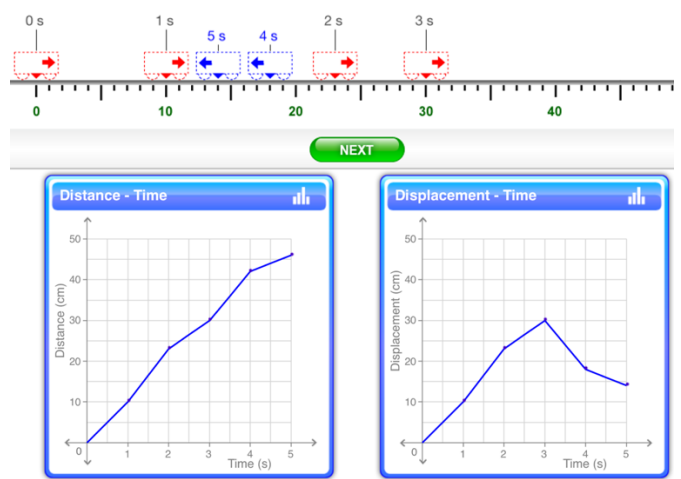 0 s 1 s 5 s 4 s 2 s 3 s
0 10 20 30 40
NEXT
Distance - Time
50
40
30
20
10
0 1 2 3 4 5
Distance (cm)
Time (s)
Displacement - Time
50
40
30
20
10
0 1 2 3 4 5
Displacement (cm)
Time (s)